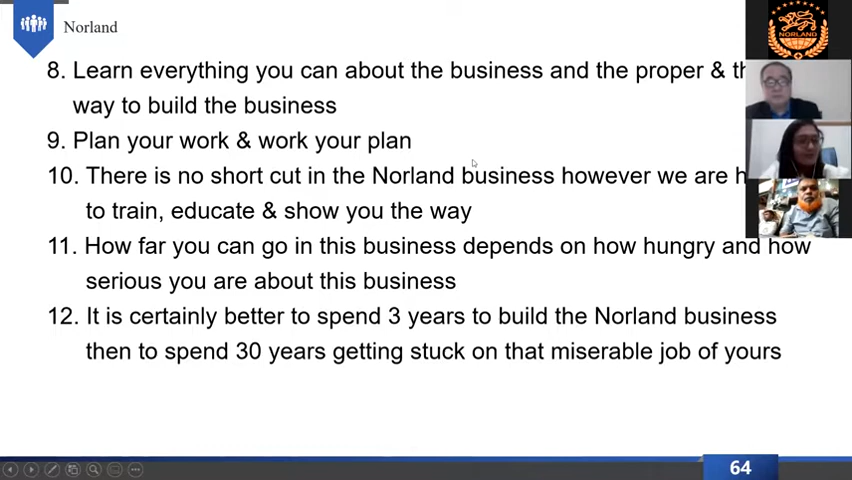 Norland
NORLAND
8. Learn everything you can about the business and the proper &
way to build the business
9. Plan your work & work your plan
10. There is no short cut in the Norland business however we are
to train, educate & show you the way
11. How far you can go in this business depends on how hungry and how
serious you are about this business
12. It is certainly better to spend 3 years to build the Norland business
then to spend 30 years getting stuck on that miserable job of yours
64